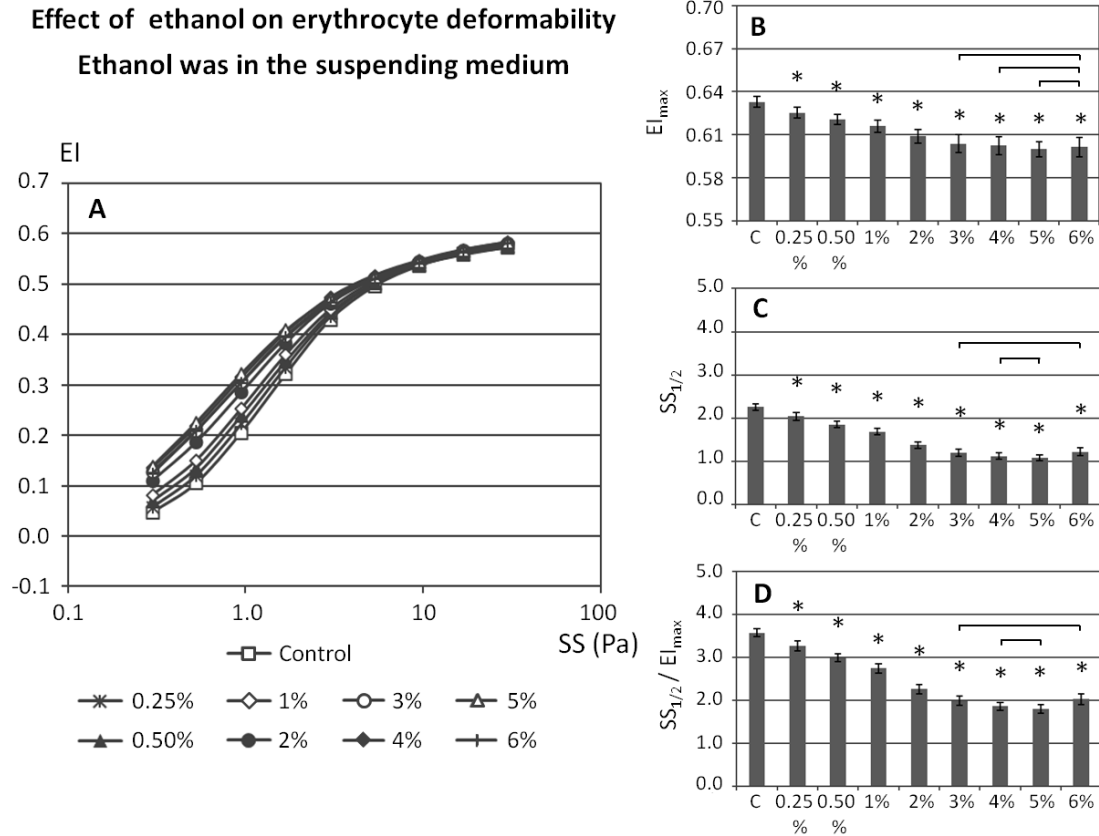 Effect of ethanol on erythrocyte deformability
Ethanol was in the suspending medium
EI
A
0.7
0.6
0.5
0.4
0.3
0.2
0.1
0.0
-0.1
0.1 1.0 10 100
SS (Pa)
Control
0.25% 1% 3% 5%
0.50% 2% 4% 6%
B
EImax
0.70
0.67
0.64
0.61
0.58
0.55
* * * * * * * *
C 0.25 0.50 1% 2% 3% 4% 5% 6%
% %
C
SS1/2
5.0
4.0
3.0
2.0
1.0
0.0
* * * * * * * *
C 0.25 0.50 1% 2% 3% 4% 5% 6%
% %
D
SS1/2 / EImax
5.0
4.0
3.0
2.0
1.0
0.0
* * * * * * * *
C 0.25 0.50 1% 2% 3% 4% 5% 6%
% %